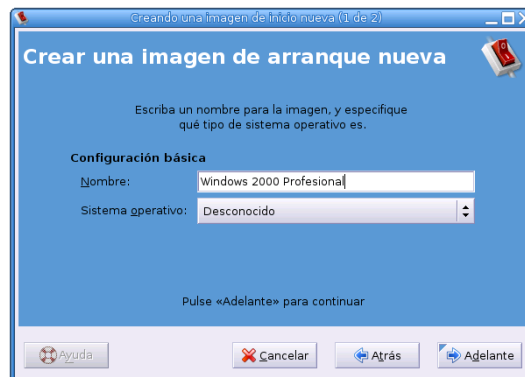 Creando una imagen de inicio nueva (1 de 2)
Crear una imagen de arranque nueva
Escriba un nombre para la imagen, y especifique
qué tipo de sistema operativo es.
Configuración básica
Nombre: Windows 2000 Profesional
Sistema operativo: Desconocido
Pulse «Adelante» para continuar
Ayuda Cancelar Atrás Adelante